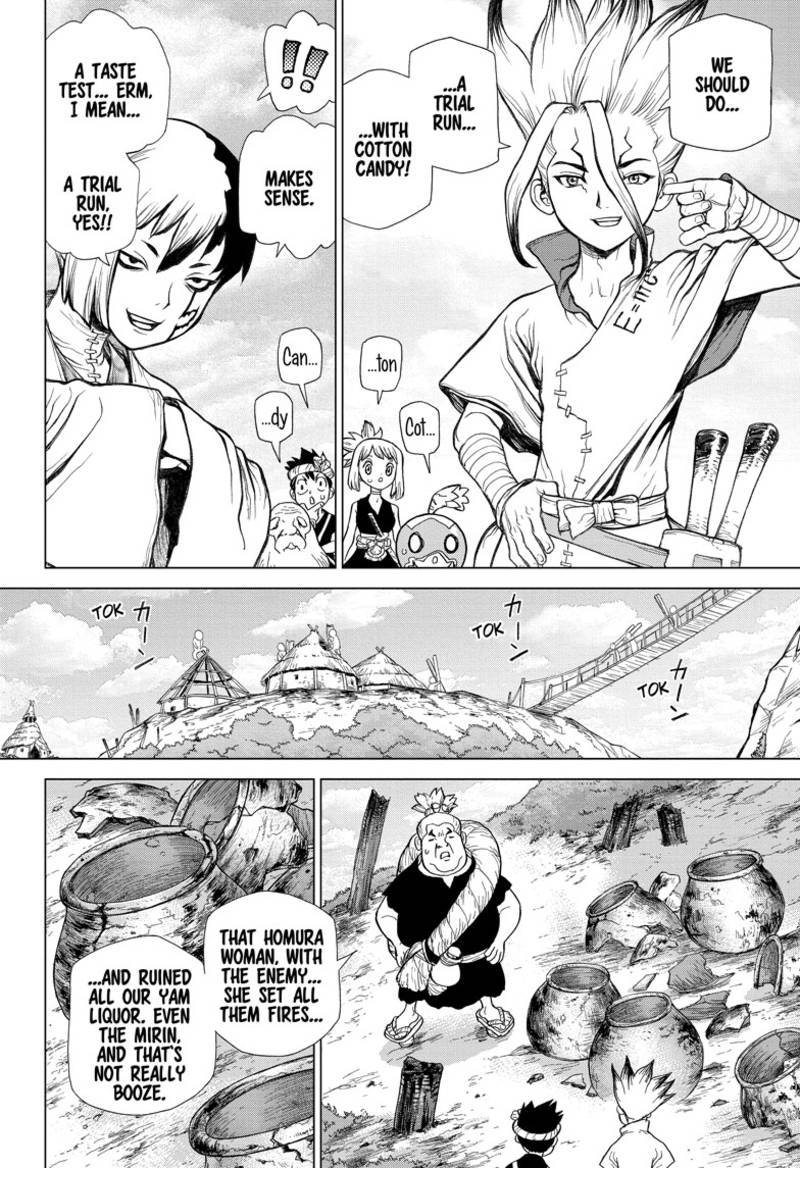 WE
SHOULD
DO...
...A
TRIAL
RUN...
...WITH
COTTON
CANDY!
E=mc²
Cot...
...ton
!!
MAKES
SENSE.
A TASTE
TEST... ERM,
I MEAN...
A TRIAL
RUN,
YES!!
Can...
...dy
カーン
TOK
カーン
TOK
カーン
TOK
THAT HOMURA
WOMAN, WITH
THE ENEMY...
SHE SET ALL
THEM FIRES...
...AND RUINED
ALL OUR YAM
LIQUOR. EVEN
THE MIRIN,
AND THAT'S
NOT REALLY
BOOZE.